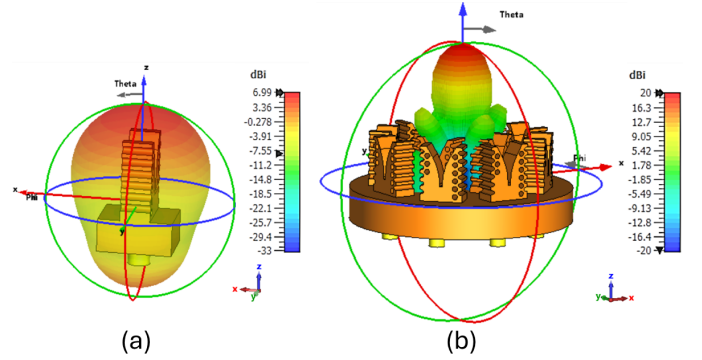 z
Theta
x
Phi
y
z
x
y
dBi
6.99
3.36
-0.278
-3.91
-7.55
-11.2
-14.8
-18.5
-22.1
-25.7
-29.4
-33
(a)
Theta
y
Phi
x
z
y
x
dBi
20
16.3
12.7
9.05
5.42
1.78
-1.85
-5.49
-9.13
-12.8
-16.4
-20
(b)